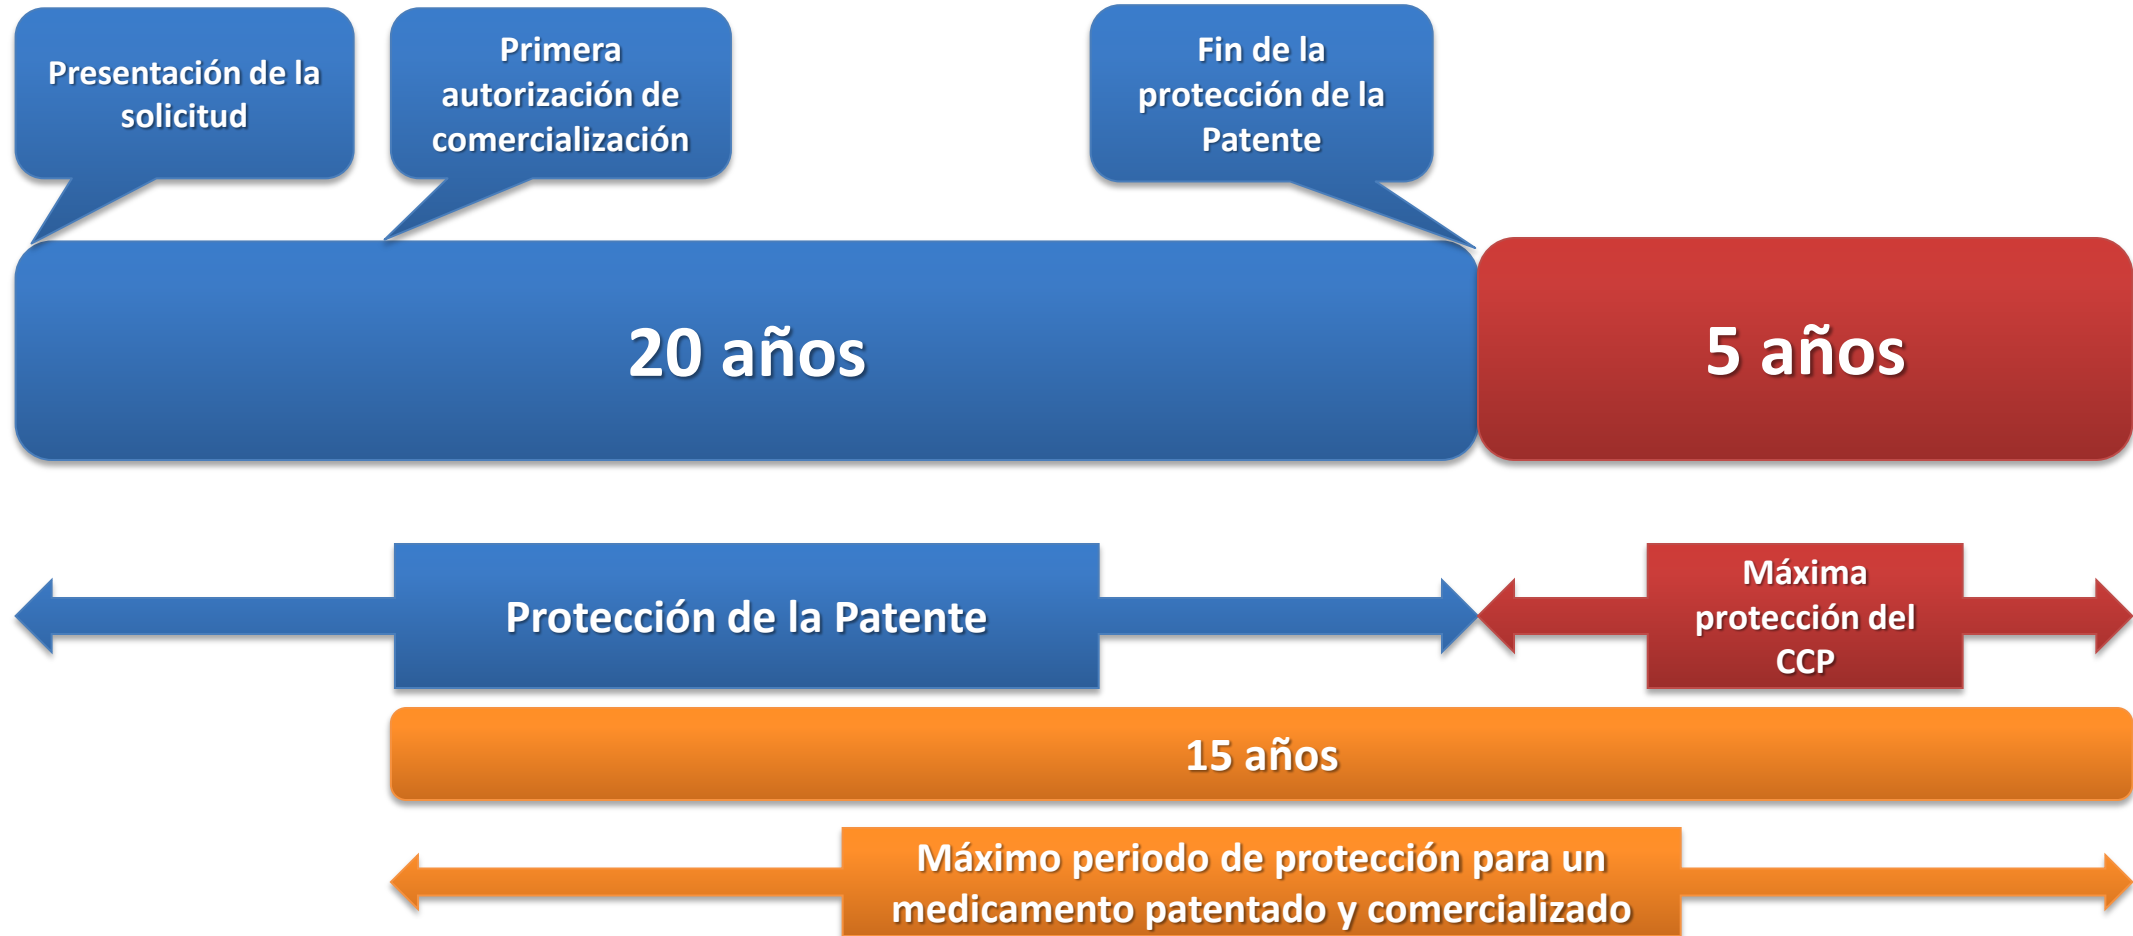 Presentación de la
solicitud
Primera
autorización de
comercialización
Fin de la
protección de la
Patente
20 años
5 años
Protección de la Patente
Máxima
protección del
CCP
15 años
Máximo periodo de protección para un
medicamento patentado y comercializado